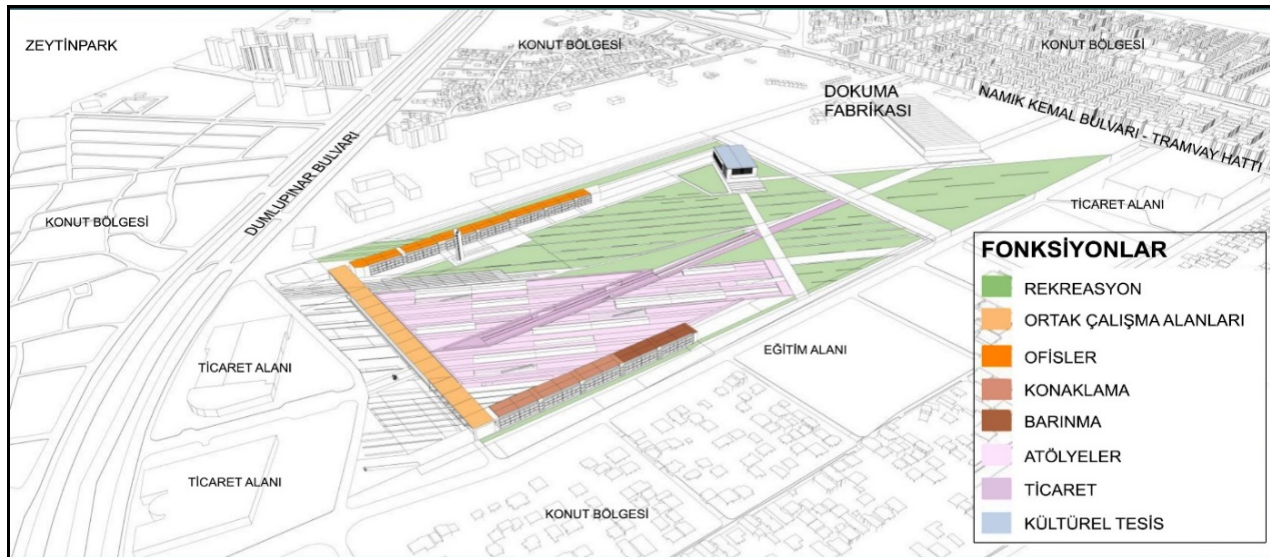 ZEYTİNPARK
KONUT BÖLGESİ
KONUT BÖLGESİ
DOKUMA
FABRİKASI
NAMIK KEMAL BULVARI - TRAMVAY HATTI
DUMLUPINAR BULVARI
KONUT BÖLGESİ
TİCARET ALANI
FONKSİYONLAR
REKREASYON
ORTAK ÇALIŞMA ALANLARI
OFİSLER
KONAKLAMA
BARINMA
ATÖLYELER
TİCARET
KÜLTÜREL TESİS
EĞİTİM ALANI
TİCARET ALANI
TİCARET ALANI
KONUT BÖLGESİ